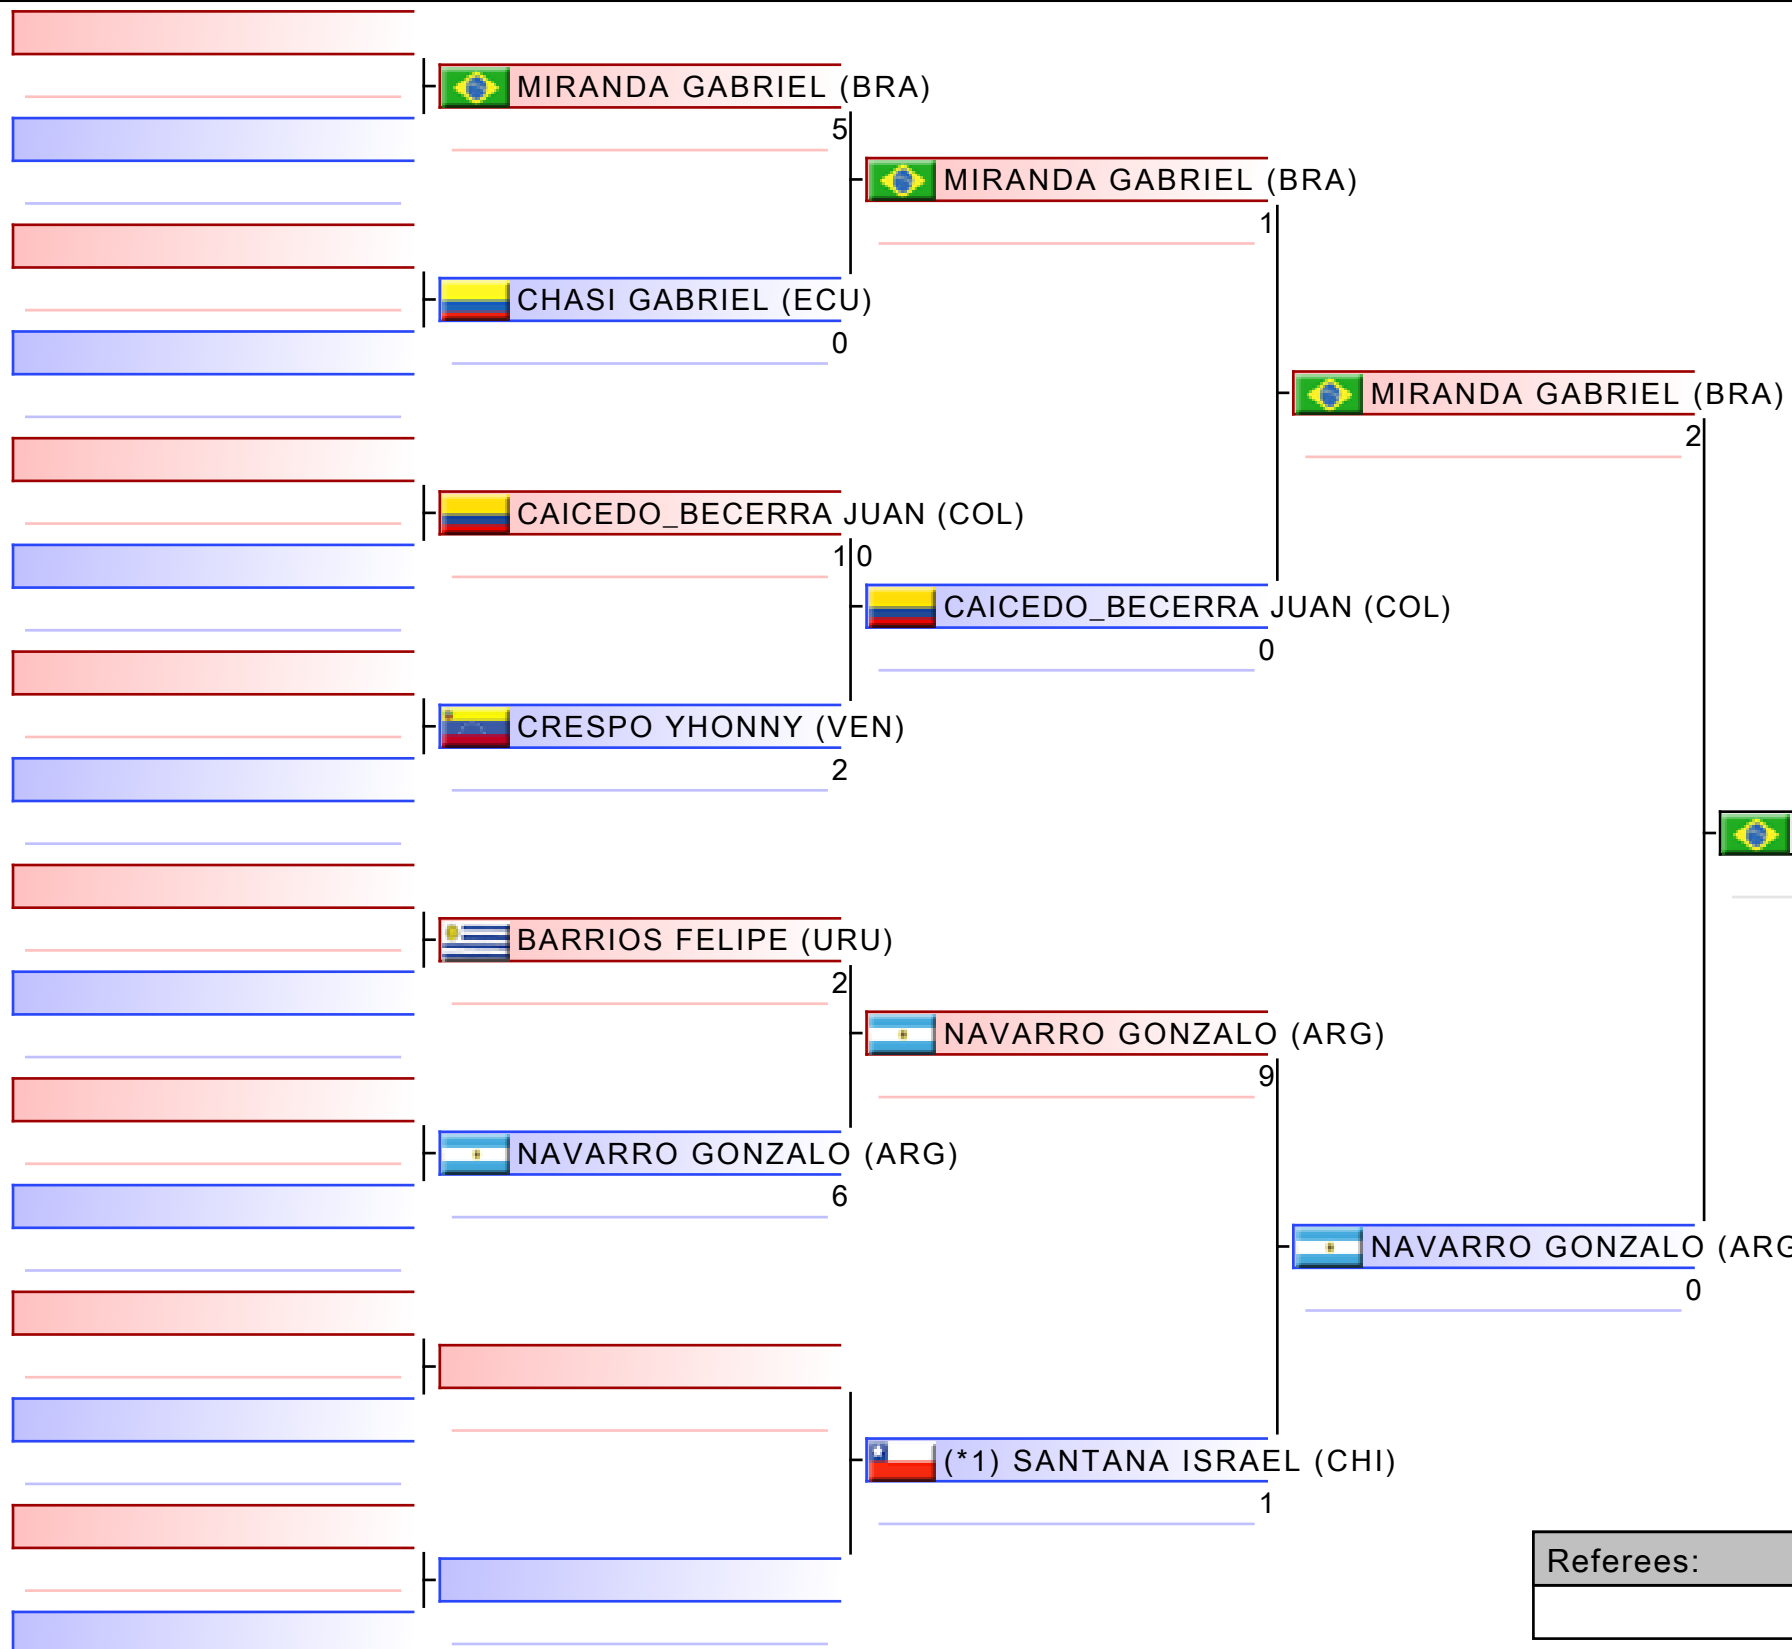 MIRANDA GABRIEL (BRA)
5
MIRANDA GABRIEL (BRA)
1
CHASI GABRIEL (ECU)
0
MIRANDA GABRIEL (BRA)
2
CAICEDO_BECERRA JUAN (COL)
10
CAICEDO_BECERRA JUAN (COL)
0
CRESPO YHONNY (VEN)
2
BARRIOS FELIPE (URU)
2
NAVARRO GONZALO (ARG)
9
NAVARRO GONZALO (ARG)
6
NAVARRO GONZALO (ARG
0
(*1) SANTANA ISRAEL (CHI)
1
Referees: